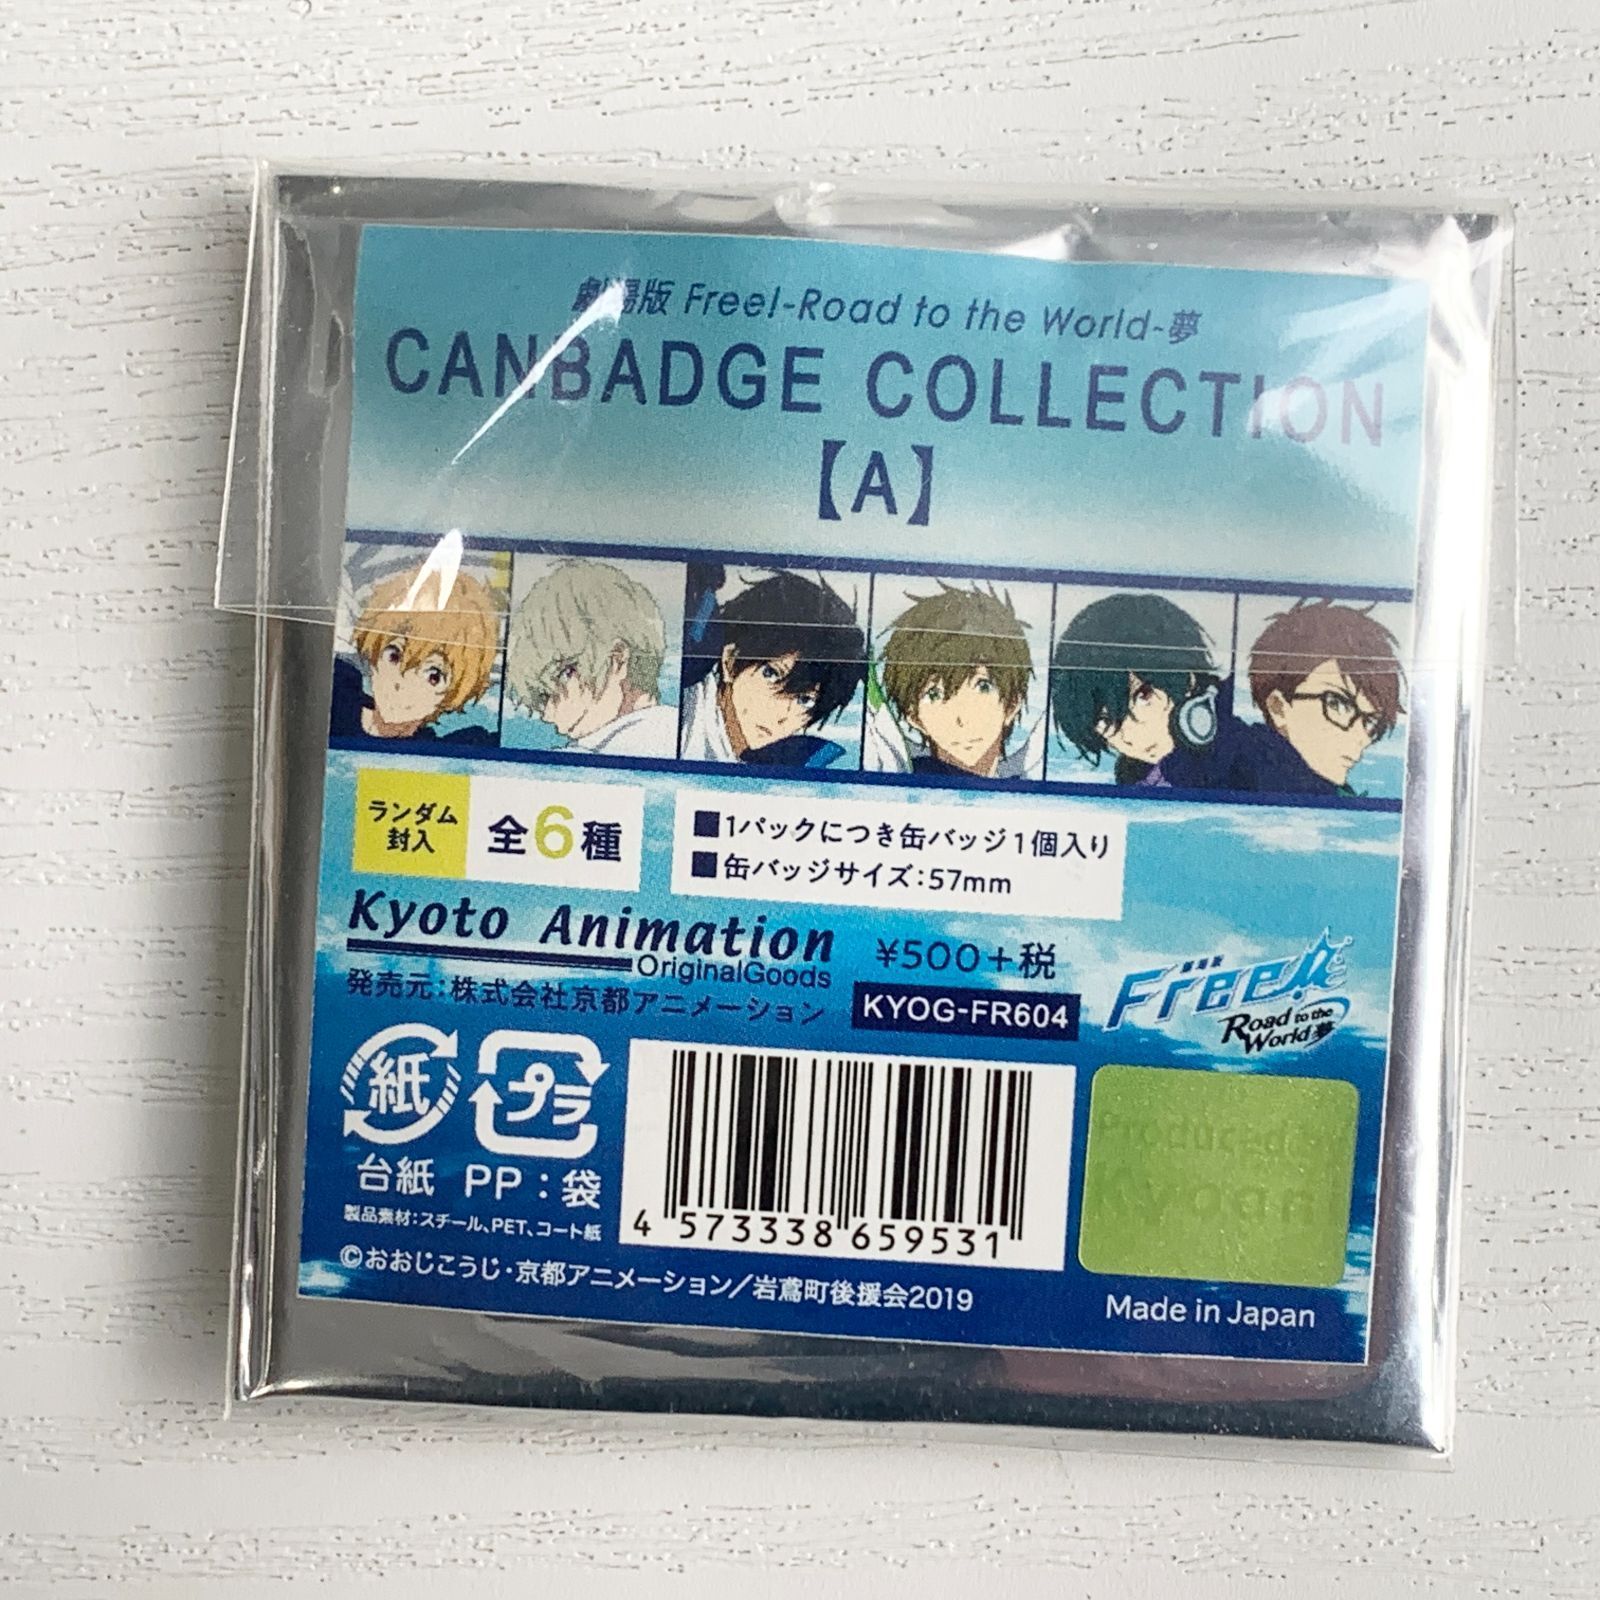 劇場版 Free!-Road to the World-夢
CANBADGE COLLECTION
【A】
ランダム
封入
全6種
■1パックにつき缶バッジ1個入り
■缶バッジサイズ:57mm
Kyoto Animation
OriginalGoods
¥500+税
発売元:株式会社京都アニメーション
KYOG-FR604
劇場版
Free!
Road to the
World 夢
紙
プラ
台紙 PP:袋
製品素材:スチール、PET、コート紙
4 573338 659531
Produced by
Kyoani
©おおじこうじ・京都アニメーション/岩鳶町後援会2019
Made in Japan